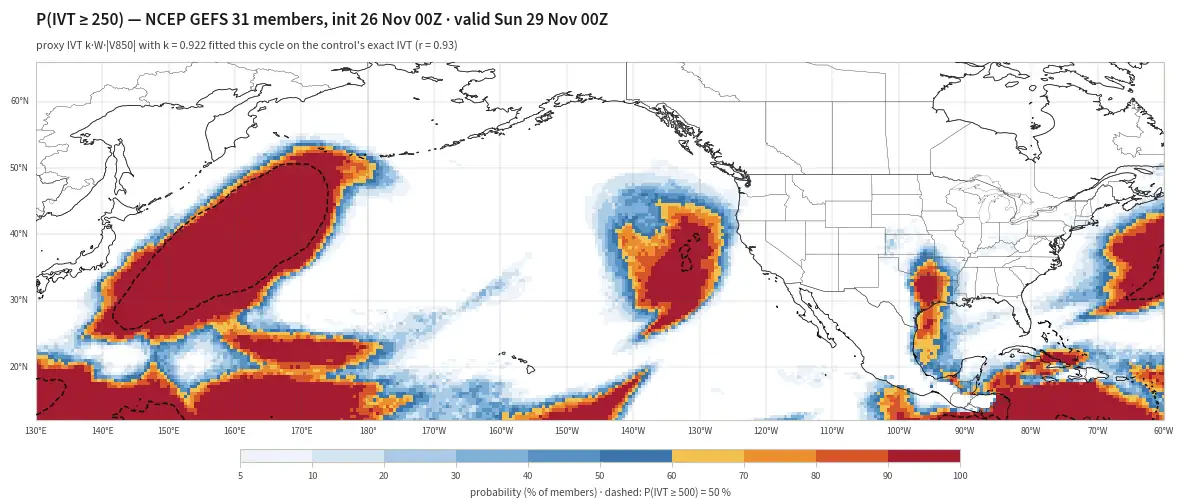 P(IVT ≥ 250) — NCEP GEFS 31 members, init 26 Nov 00Z · valid Sun 29 Nov 00Z
proxy IVT k·W·|V850| with k = 0.922 fitted this cycle on the control's exact IVT (r = 0.93)
60°N
50°N
40°N
30°N
20°N
130°E 140°E 150°E 160°E 170°E 180° 170°W 160°W 150°W 140°W 130°W 120°W 110°W 100°W 90°W 80°W 70°W 60°W
5 10 20 30 40 50 60 70 80 90 100
probability (% of members) · dashed: P(IVT ≥ 500) = 50 %